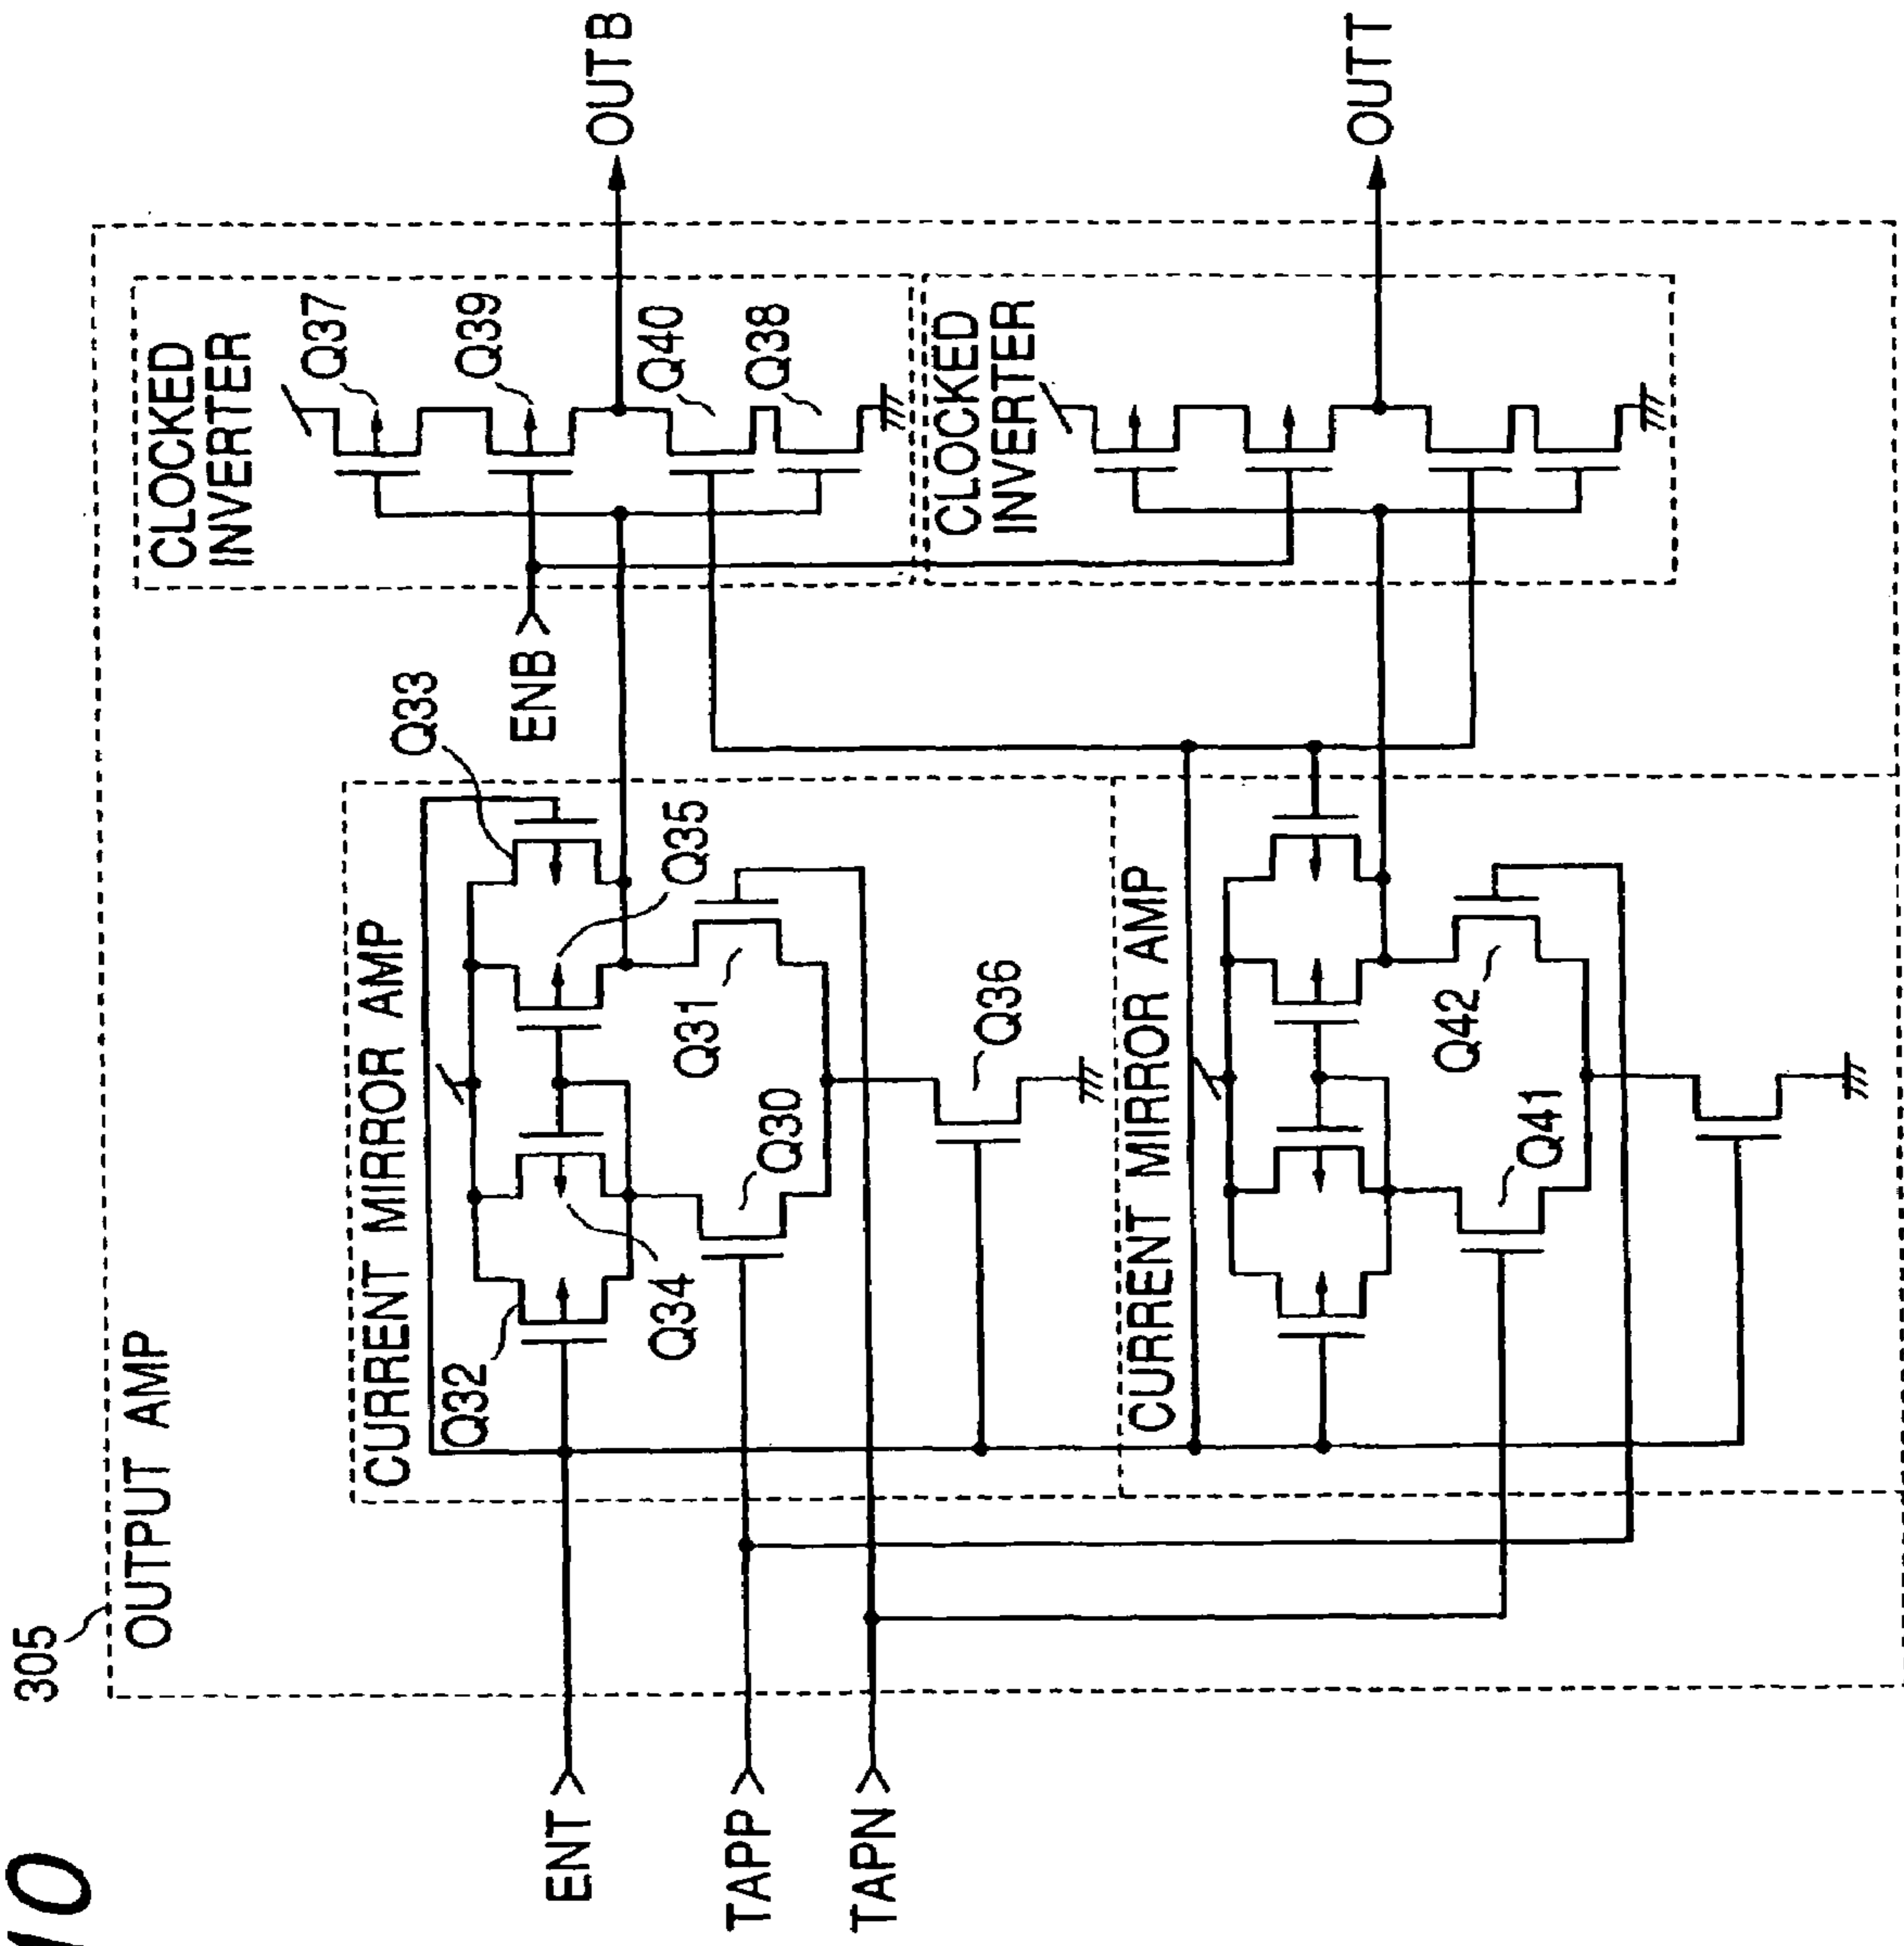 10
305
OUTPUT AMP
CURRENT MIRROR AMP
Q32
Q34
Q33
Q35
Q30
Q31
Q36
CURRENT MIRROR AMP
Q41
Q42
CLOCKED
INVERTER
Q37
Q39
Q40
Q38
CLOCKED
INVERTER
ENT
TAPP
TAPN
ENB
OUTB
OUTT